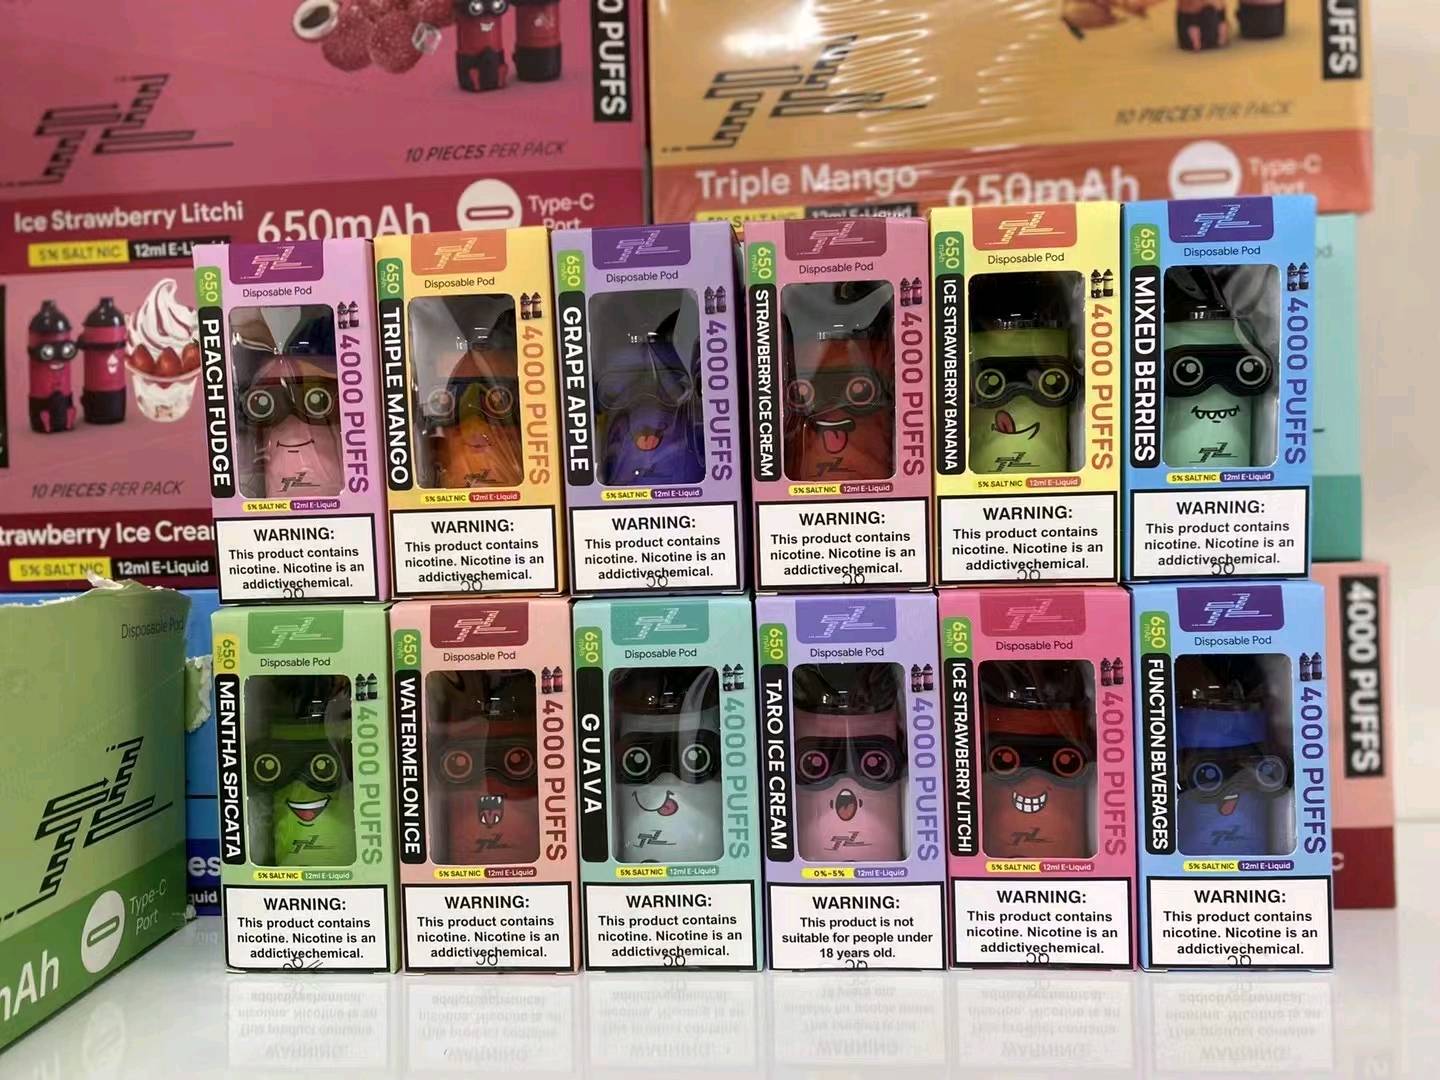 PUFFS
10 PIECES PER PACK
Ice Strawberry Litchi
650mAh
Type-C
Port
5% SALT NIC
12ml E-Liquid
UFFS
10 PIECES PER PACK
Triple Mango
650mAh
Type-C
Port
10 PIECES PER PACK
trawberry Ice Crea
5% SALT NIC
12ml E-Liquid
650
mAh
Disposable Pod
PEACH FUDGE
4000 PUFFS
5% SALT NIC
12ml E-Liquid
WARNING:
This product contains
nicotine. Nicotine is an
addictivechemical.
650
mAh
Disposable Pod
TRIPLE MANGO
4000 PUFFS
5% SALT NIC
12ml E-Liquid
WARNING:
This product contains
nicotine. Nicotine is an
addictivechemical.
650
mAh
Disposable Pod
GRAPE APPLE
4000 PUFFS
5% SALT NIC
12ml E-Liquid
WARNING:
This product contains
nicotine. Nicotine is an
addictivechemical.
650
mAh
Disposable Pod
STRAWBERRY ICE CREAM
4000 PUFFS
5% SALT NIC
12ml E-Liquid
WARNING:
This product contains
nicotine. Nicotine is an
addictivechemical.
650
mAh
Disposable Pod
ICE STRAWBERRY BANANA
4000 PUFFS
5% SALT NIC
12ml E-Liquid
WARNING:
This product contains
nicotine. Nicotine is an
addictivechemical.
650
mAh
Disposable Pod
MIXED BERRIES
4000 PUFFS
5% SALT NIC
12ml E-Liquid
WARNING:
This product contains
nicotine. Nicotine is an
addictivechemical.
Disposable Pod
Type-C
Port
mAh
650
mAh
Disposable Pod
MENTHA SPICATA
4000 PUFFS
5% SALT NIC
12ml E-Liquid
WARNING:
This product contains
nicotine. Nicotine is an
addictivechemical.
650
mAh
Disposable Pod
WATERMELON ICE
4000 PUFFS
5% SALT NIC
12ml E-Liquid
WARNING:
This product contains
nicotine. Nicotine is an
addictivechemical.
650
mAh
Disposable Pod
GUAVA
4000 PUFFS
5% SALT NIC
12ml E-Liquid
WARNING:
This product contains
nicotine. Nicotine is an
addictivechemical.
650
mAh
Disposable Pod
TARO ICE CREAM
4000 PUFFS
0%-5%
12ml E-Liquid
WARNING:
This product is not
suitable for people under
18 years old.
650
mAh
Disposable Pod
ICE STRAWBERRY LITCHI
4000 PUFFS
5% SALT NIC
12ml E-Liquid
WARNING:
This product contains
nicotine. Nicotine is an
addictivechemical.
650
mAh
Disposable Pod
FUNCTION BEVERAGES
4000 PUFFS
5% SALT NIC
12ml E-Liquid
WARNING:
This product contains
nicotine. Nicotine is an
addictivechemical.
4000 PUFFS